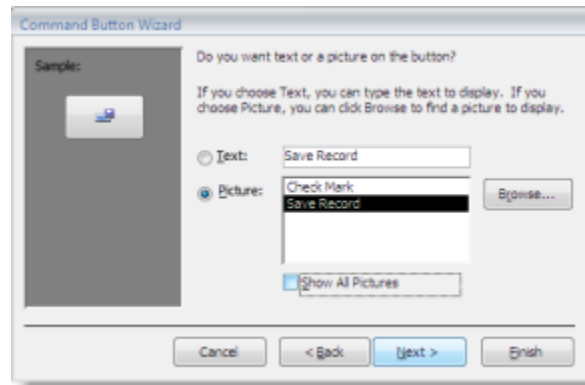 Command Button Wizard
Sample:
Do you want text or a picture on the button?
If you choose Text, you can type the text to display. If you
choose Picture, you can click Browse to find a picture to display.
Text:
Save Record
Picture:
Check Mark
Save Record
Browse...
Show All Pictures
Cancel
< Back
Next >
Finish